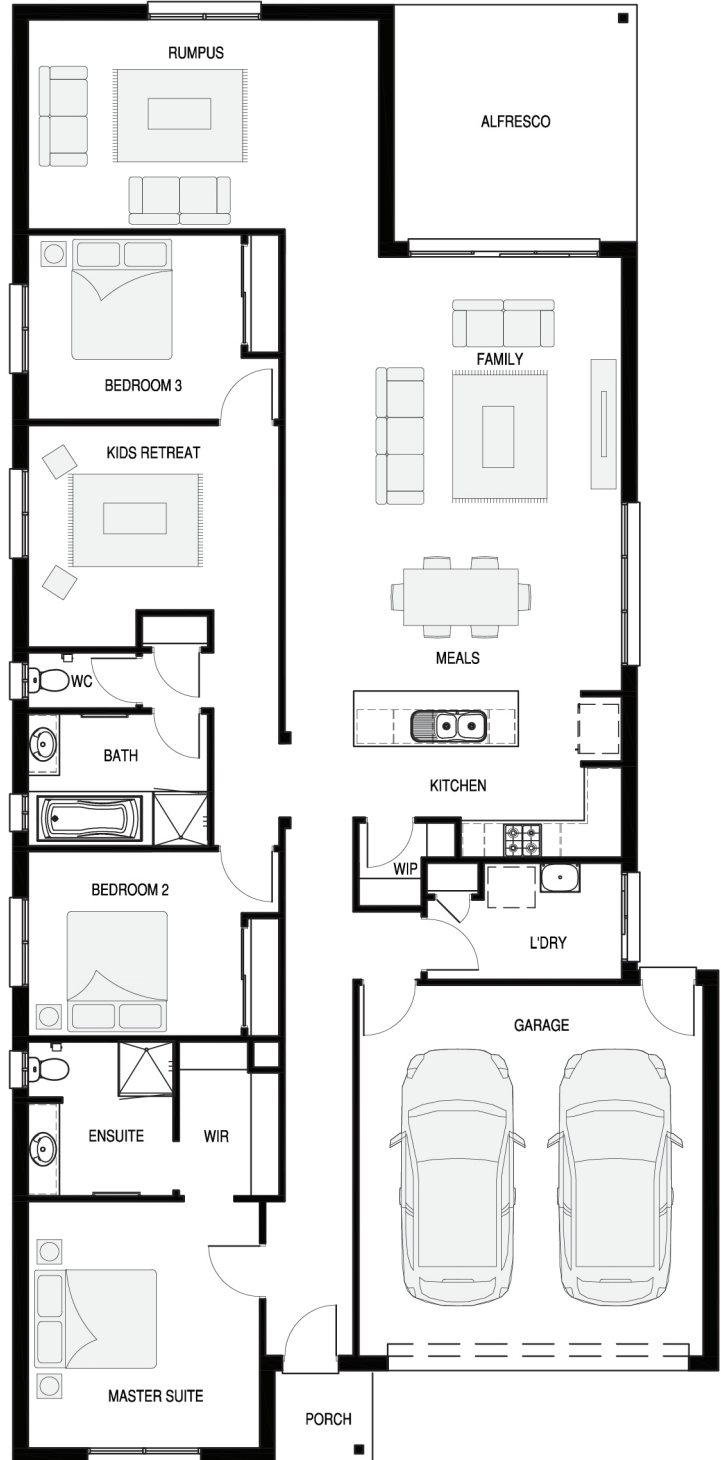 RUMPUS
ALFRESCO
FAMILY
BEDROOM 3
KIDS RETREAT
MEALS
WC
BATH
KITCHEN
WIP
BEDROOM 2
L'DRY
GARAGE
ENSUITE
WIR
MASTER SUITE
PORCH